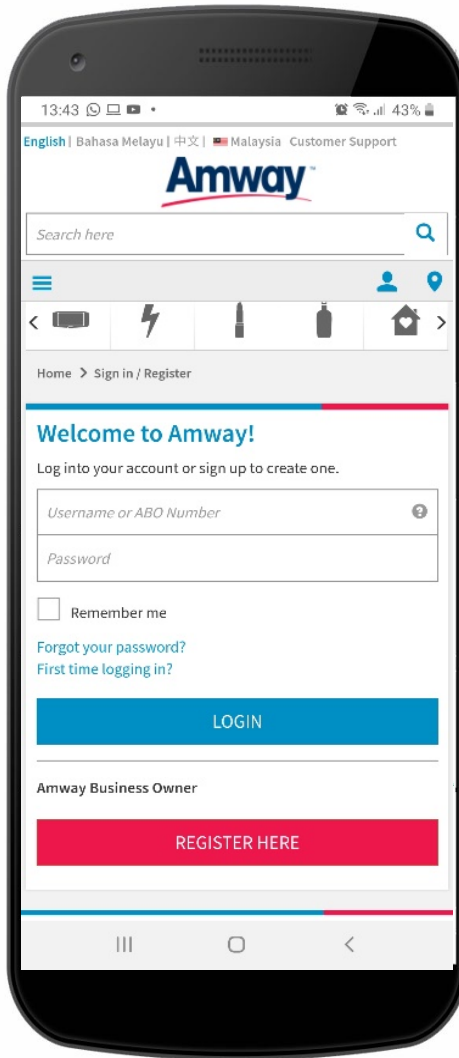 13:43 43%
English | Bahasa Melayu | 中文 | Malaysia Customer Support
Amway™
Search here
Home > Sign in / Register
Welcome to Amway!
Log into your account or sign up to create one.
Username or ABO Number ?
Password
Remember me
Forgot your password?
First time logging in?
LOGIN
Amway Business Owner
REGISTER HERE